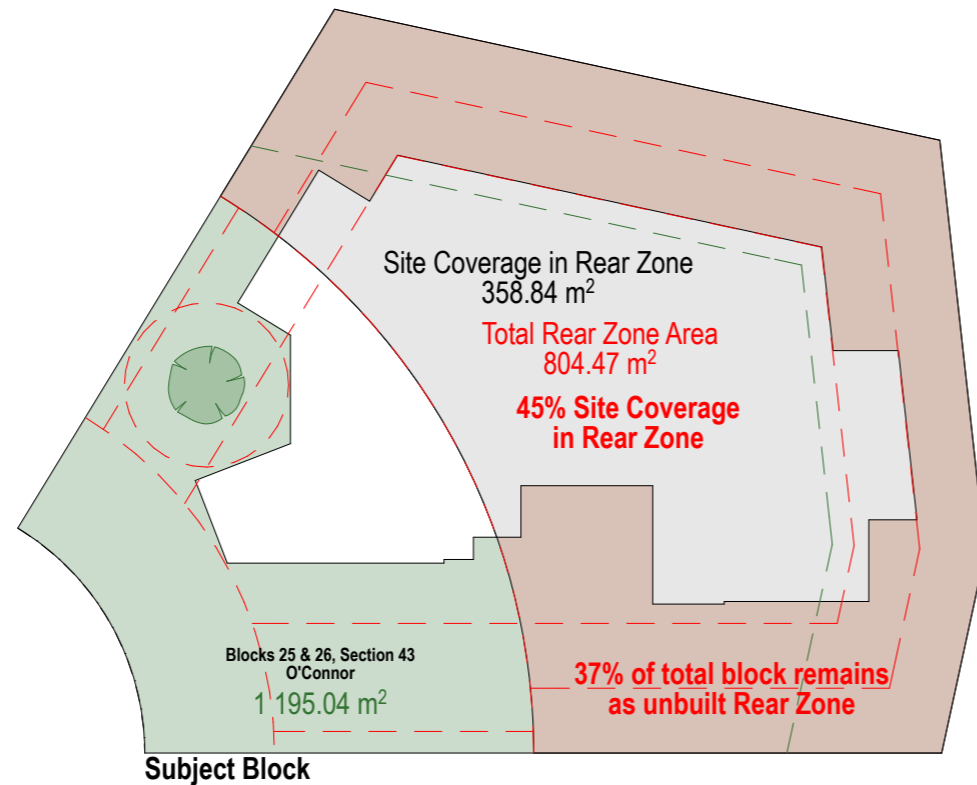 Site Coverage in Rear Zone
358.84 m²
Total Rear Zone Area
804.47 m²
45% Site Coverage
in Rear Zone
Blocks 25 & 26, Section 43
O'Connor
1 195.04 m²
37% of total block remains
as unbuilt Rear Zone
Subject Block